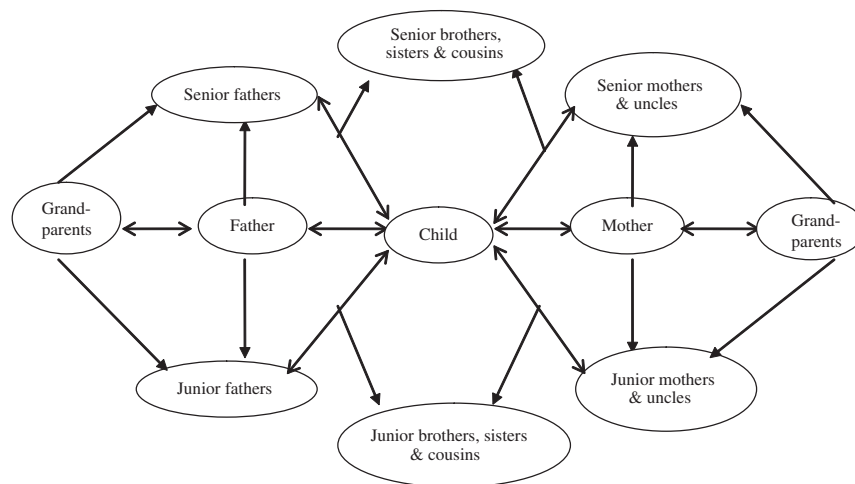 Senior brothers,
sisters & cousins
Senior fathers
Senior mothers
& uncles
Grand-
parents
Father
Child
Mother
Grand-
parents
Junior fathers
Junior mothers
& uncles
Junior brothers, sisters
& cousins